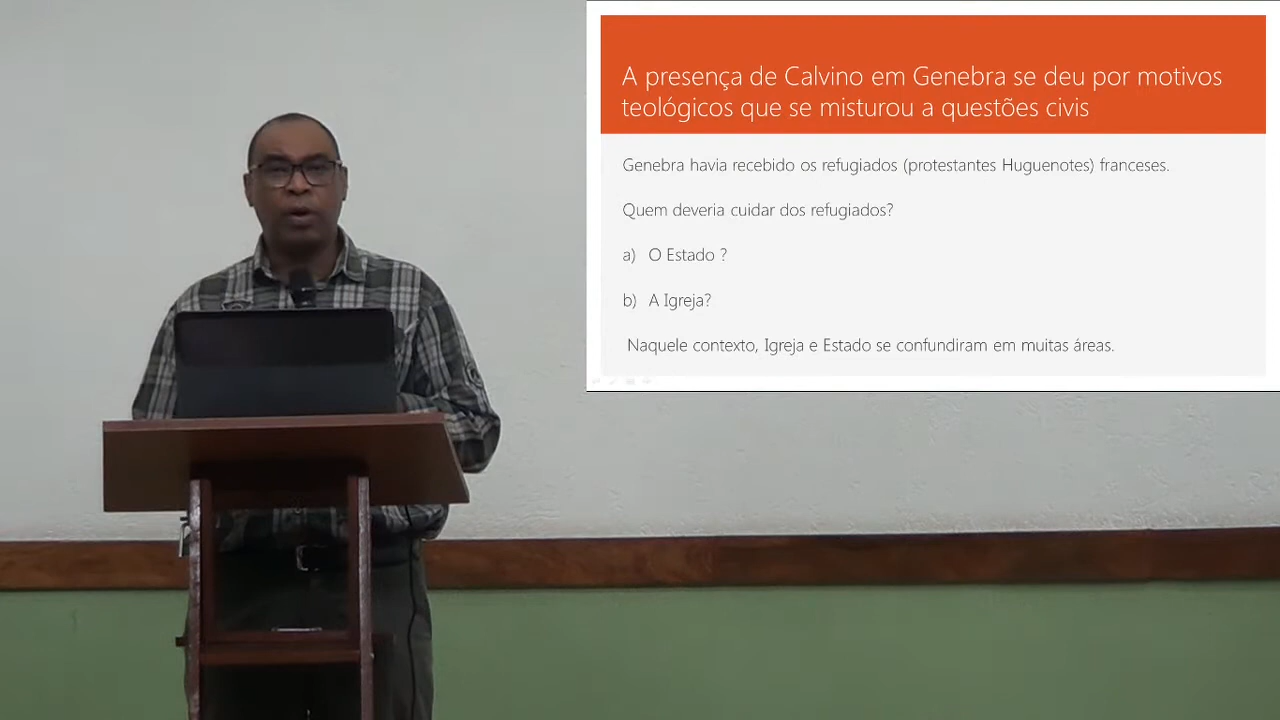 A presença de Calvino em Genebra se deu por motivos
teológicos que se misturou a questões civis
Genebra havia recebido os refugiados (protestantes Huguenotes) franceses.
Quem deveria cuidar dos refugiados?
a) O Estado ?
b) A Igreja?
Naquele contexto, Igreja e Estado se confundiram em muitas áreas.